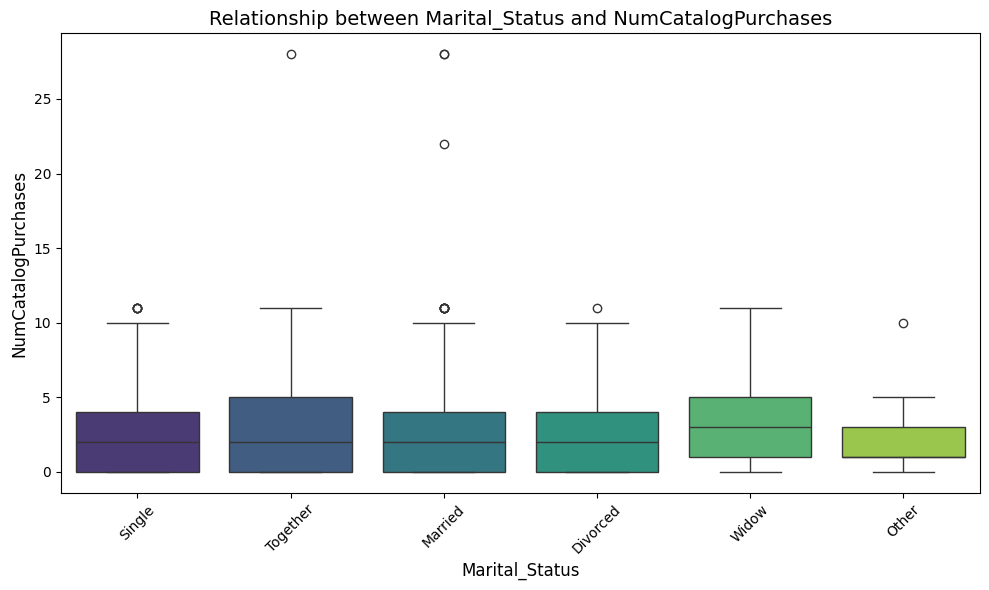 Relationship between Marital_Status and NumCatalogPurchases
NumCatalogPurchases
25
20
15
10
5
0
Single
Together
Married
Divorced
Widow
Other
Marital_Status